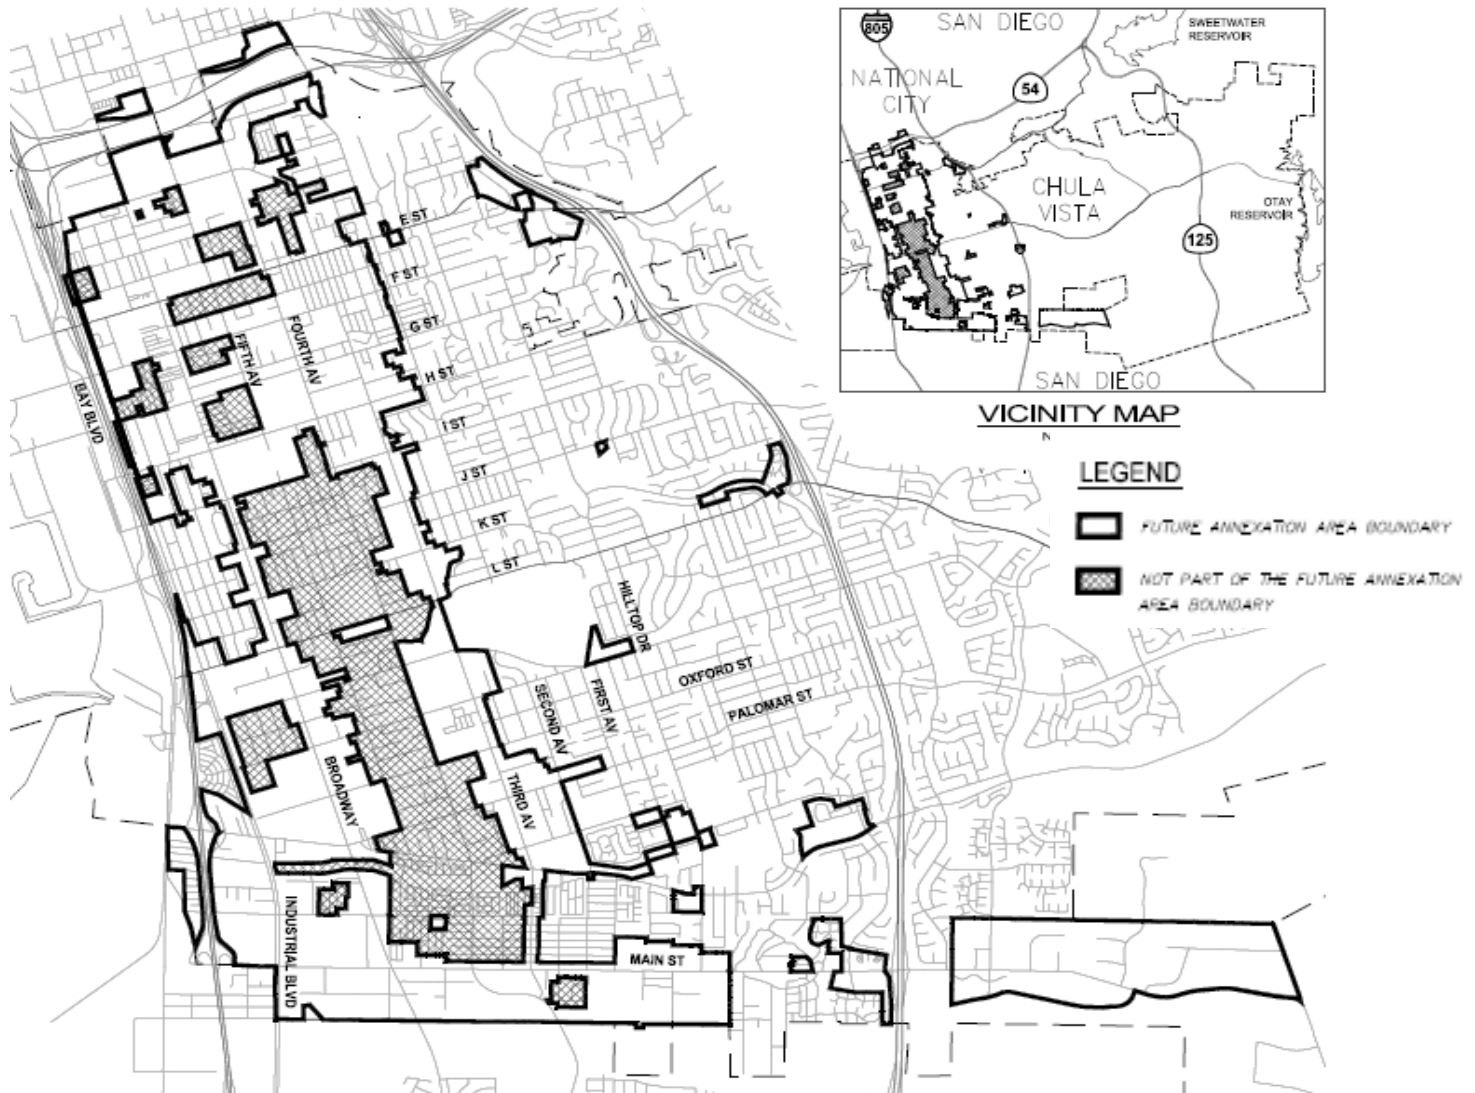 805
SAN DIEGO
SWEETWATER
RESERVOIR
NATIONAL
CITY
54
CHULA
VISTA
OTAY
RESERVOIR
125
SAN DIEGO
VICINITY MAP
N
LEGEND
FUTURE ANNEXATION AREA BOUNDARY
NOT PART OF THE FUTURE ANNEXATION
AREA BOUNDARY
E ST
F ST
G ST
FOURTH AV
FIFTH AV
H ST
BAY BLVD
I ST
J ST
K ST
L ST
HILLTOP DR
OXFORD ST
SECOND AV
FIRST AV
PALOMAR ST
BROADWAY
THIRD AV
INDUSTRIAL BLVD
MAIN ST